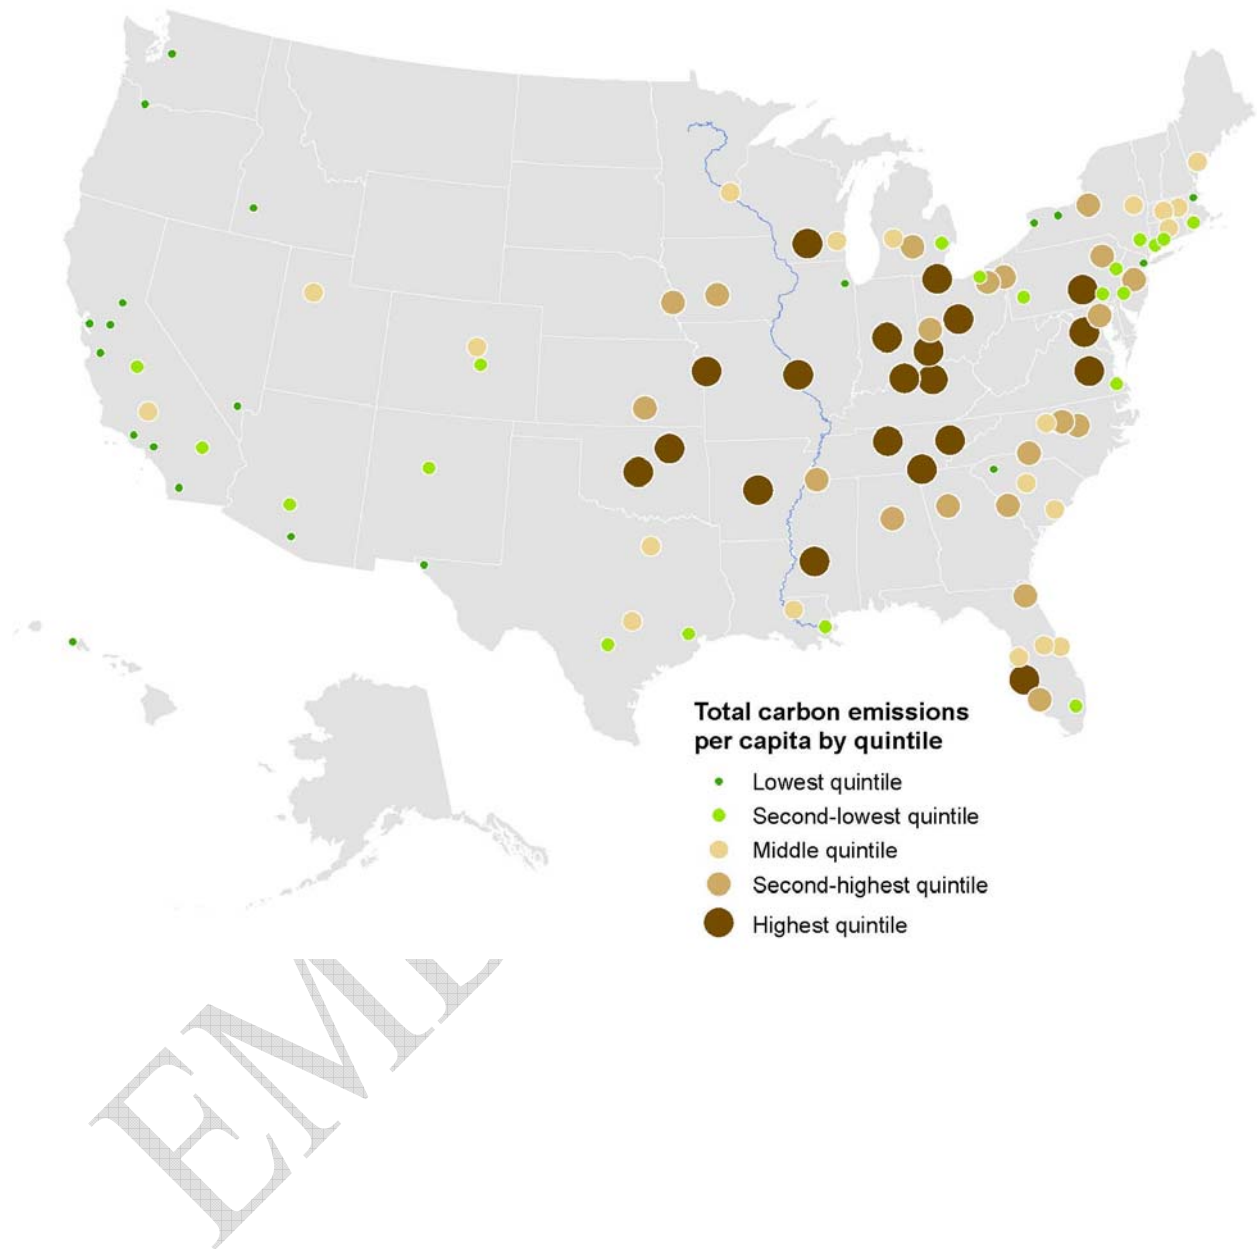 Total carbon emissions
per capita by quintile
Lowest quintile
Second-lowest quintile
Middle quintile
Second-highest quintile
Highest quintile